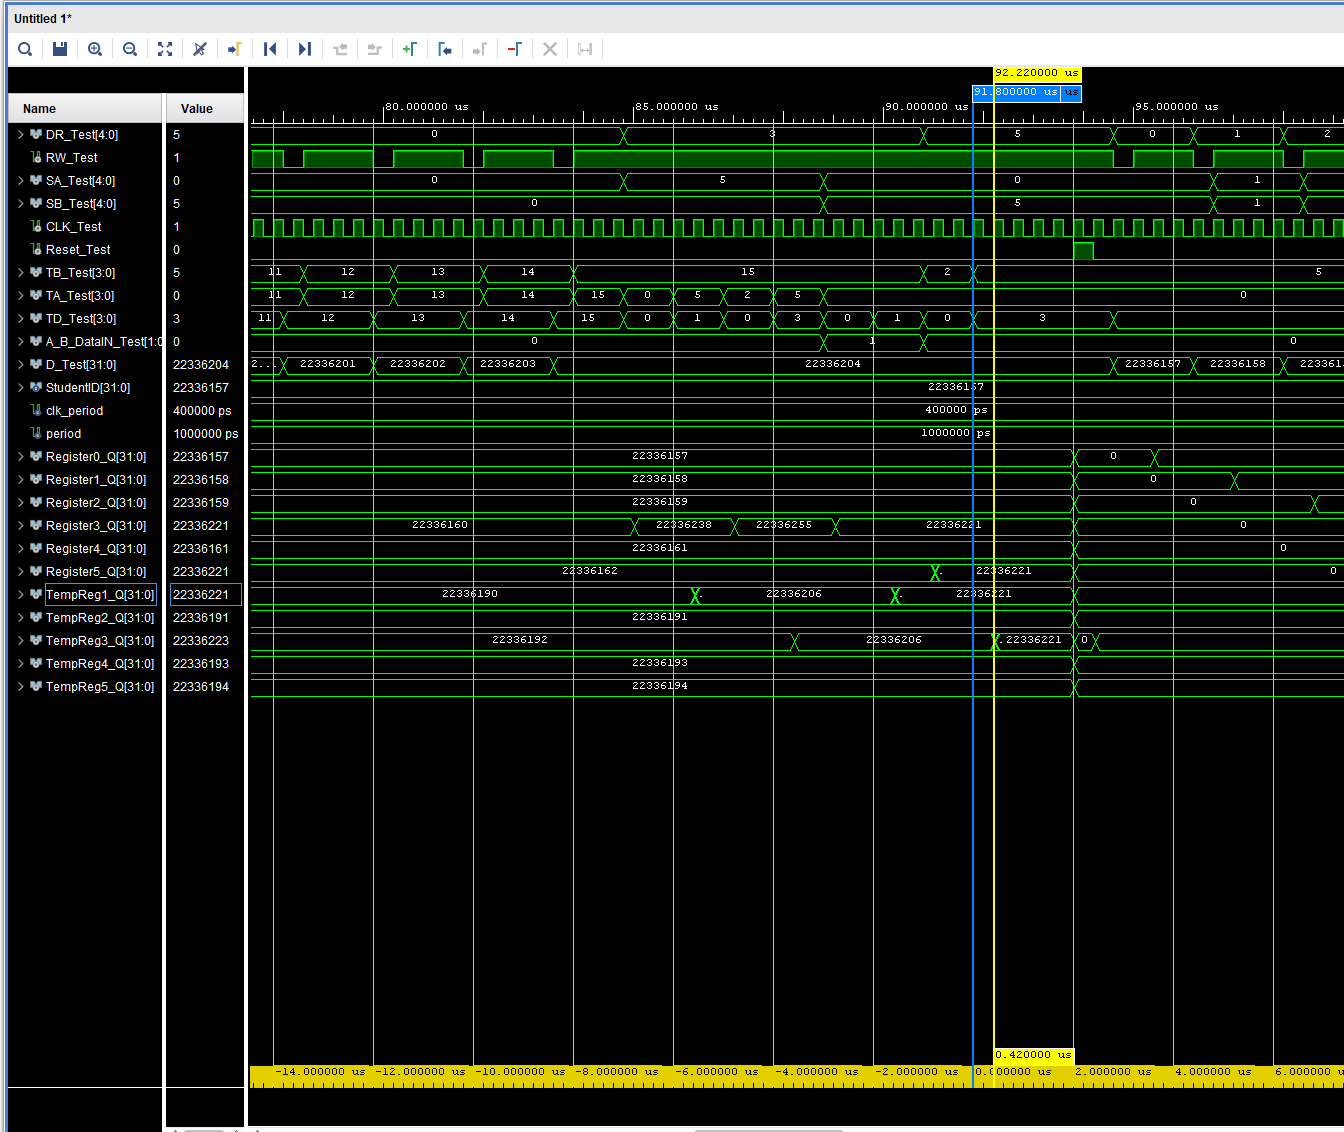 Untitled 1*
92.220000 us
91.800000 us us
Name Value
80.000000 us 85.000000 us 90.000000 us 95.000000 us
DR_Test[4:0] 5 0 3 5 0 1 2
RW_Test 1
SA_Test[4:0] 0 0 5 0 1
SB_Test[4:0] 5 0 5 1
CLK_Test 1
Reset_Test 0
TB_Test[3:0] 5 11 12 13 14 15 2 5
TA_Test[3:0] 0 11 12 13 14 15 0 5 2 5 0
TD_Test[3:0] 3 11 12 13 14 15 0 1 0 3 0 1 0 3
A_B_DataIN_Test[1:0 0 0 1 0
D_Test[31:0] 22336204 2... 22336201 22336202 22336203 22336204 22336157 22336158 223361
StudentID[31:0] 22336157 22336157
clk_period 400000 ps 400000 ps
period 1000000 ps 1000000 ps
Register0_Q[31:0] 22336157 22336157 0
Register1_Q[31:0] 22336158 22336158 0
Register2_Q[31:0] 22336159 22336159 0
Register3_Q[31:0] 22336221 22336160 22336238 22336255 22336221 0
Register4_Q[31:0] 22336161 22336161 0
Register5_Q[31:0] 22336221 22336162 22336221 0
TempReg1_Q[31:0] 22336221 22336190 22336206 22336221
TempReg2_Q[31:0] 22336191 22336191
TempReg3_Q[31:0] 22336223 22336192 22336206 22336221 0
TempReg4_Q[31:0] 22336193 22336193
TempReg5_Q[31:0] 22336194 22336194
0.420000 us
-14.000000 us -12.000000 us -10.000000 us -8.000000 us -6.000000 us -4.000000 us -2.000000 us 0.000000 us 2.000000 us 4.000000 us 6.000000 u